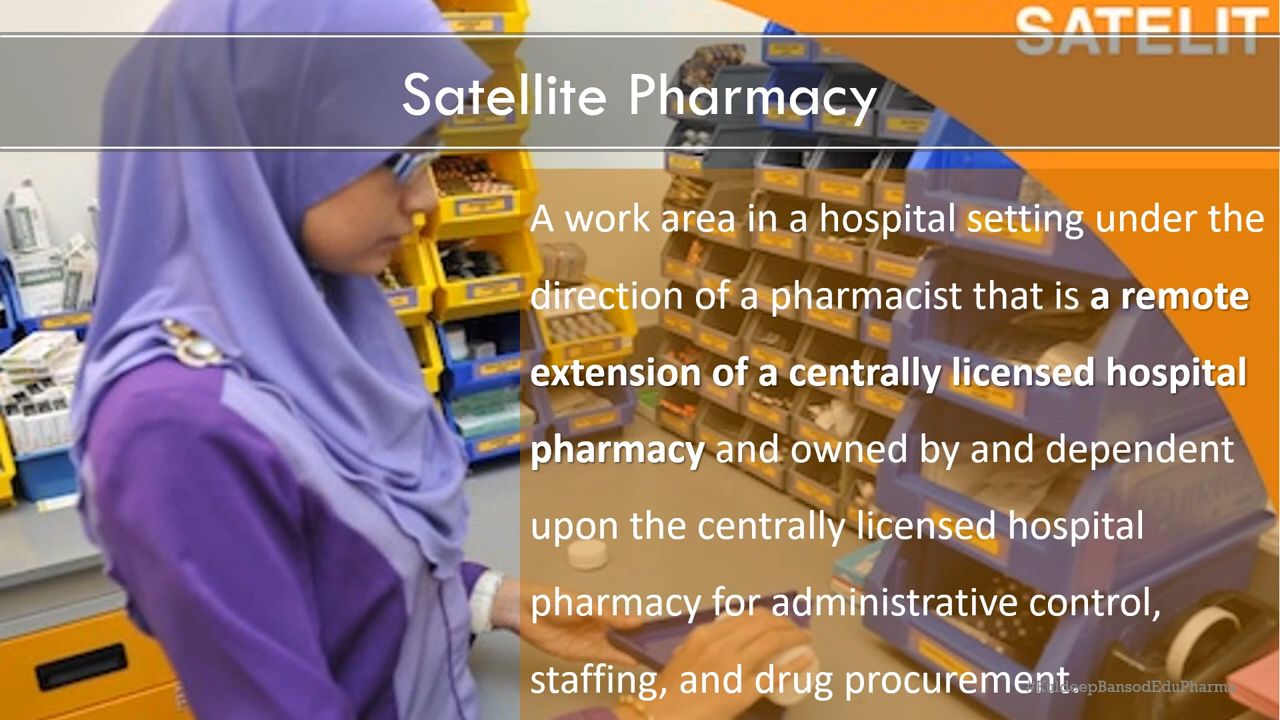 SATELIT
Satellite Pharmacy
A work area in a hospital setting under the
direction of a pharmacist that is a remote
extension of a centrally licensed hospital
pharmacy and owned by and dependent
upon the centrally licensed hospital
pharmacy for administrative control,
staffing, and drug procurement.